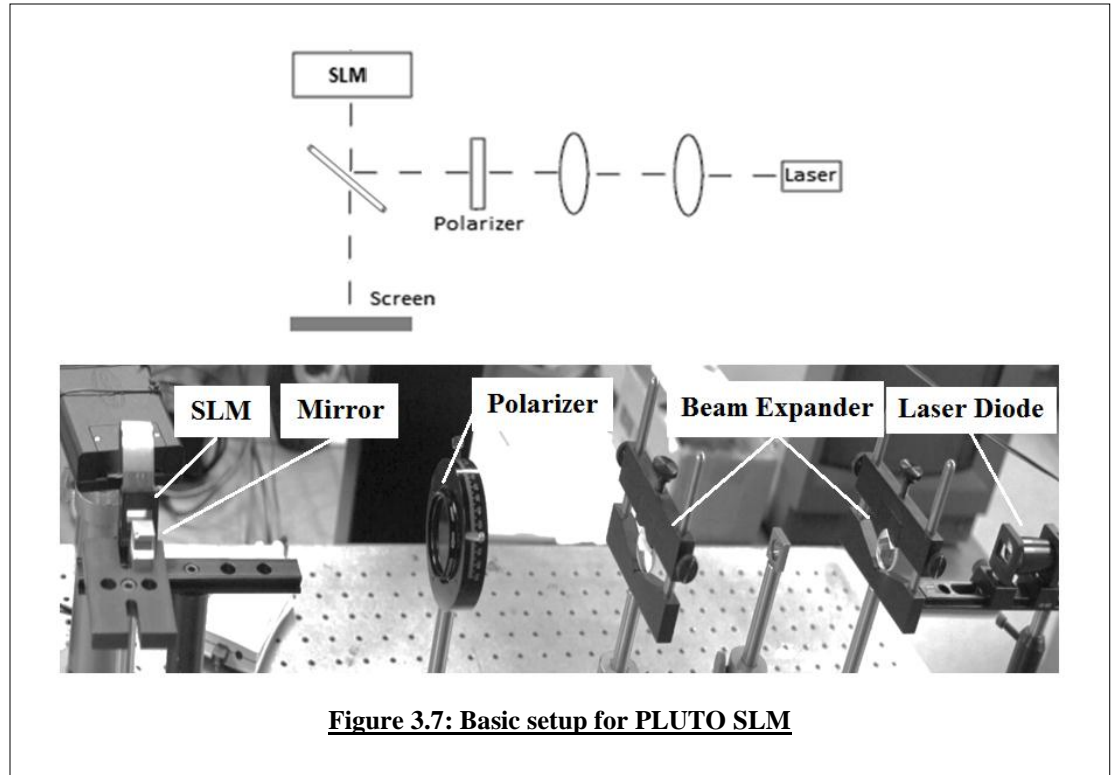 SLM
Laser
Polarizer
Screen
SLM
Mirror
Polarizer
Beam Expander
Laser Diode
Figure 3.7: Basic setup for PLUTO SLM